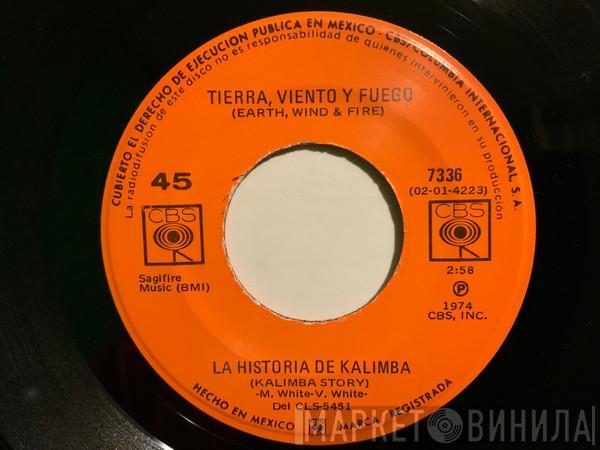 CUBIERTO EL DERECHO DE EJECUCION PUBLICA EN MEXICO - CBS/COLUMBIA INTERNACIONAL, S.A.
La radiodifusion de este disco no es responsabilidad de quienes intervinieron en su producción
TIERRA, VIENTO Y FUEGO
(EARTH, WIND & FIRE)
45
7336
(02-01-4223)
CBS
CBS
Sagifire
Music (BMI)
2:58
P
1974
CBS, INC.
LA HISTORIA DE KALIMBA
(KALIMBA STORY)
-M. White-V. White-
Del CLS-5451
HECHO EN MEXICO
MARCA REGISTRADA
МАРКЕТ ВИНИЛА